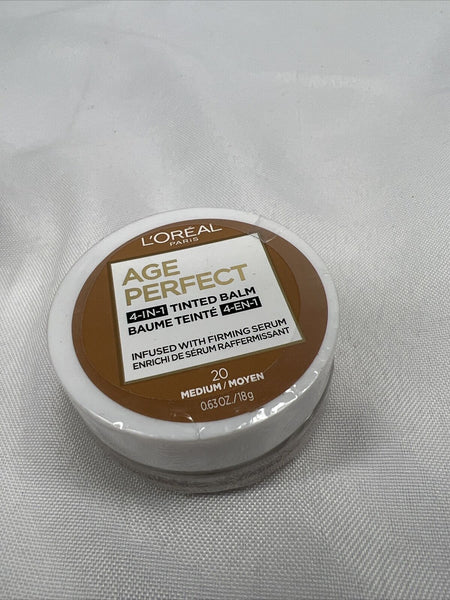 L'ORÉAL
PARIS
AGE
PERFECT
4-IN-1 TINTED BALM
BAUME TEINTÉ 4-EN-1
INFUSED WITH FIRMING SERUM
ENRICHI DE SÉRUM RAFFERMISSANT
20
MEDIUM / MOYEN
0.63 OZ. / 18g